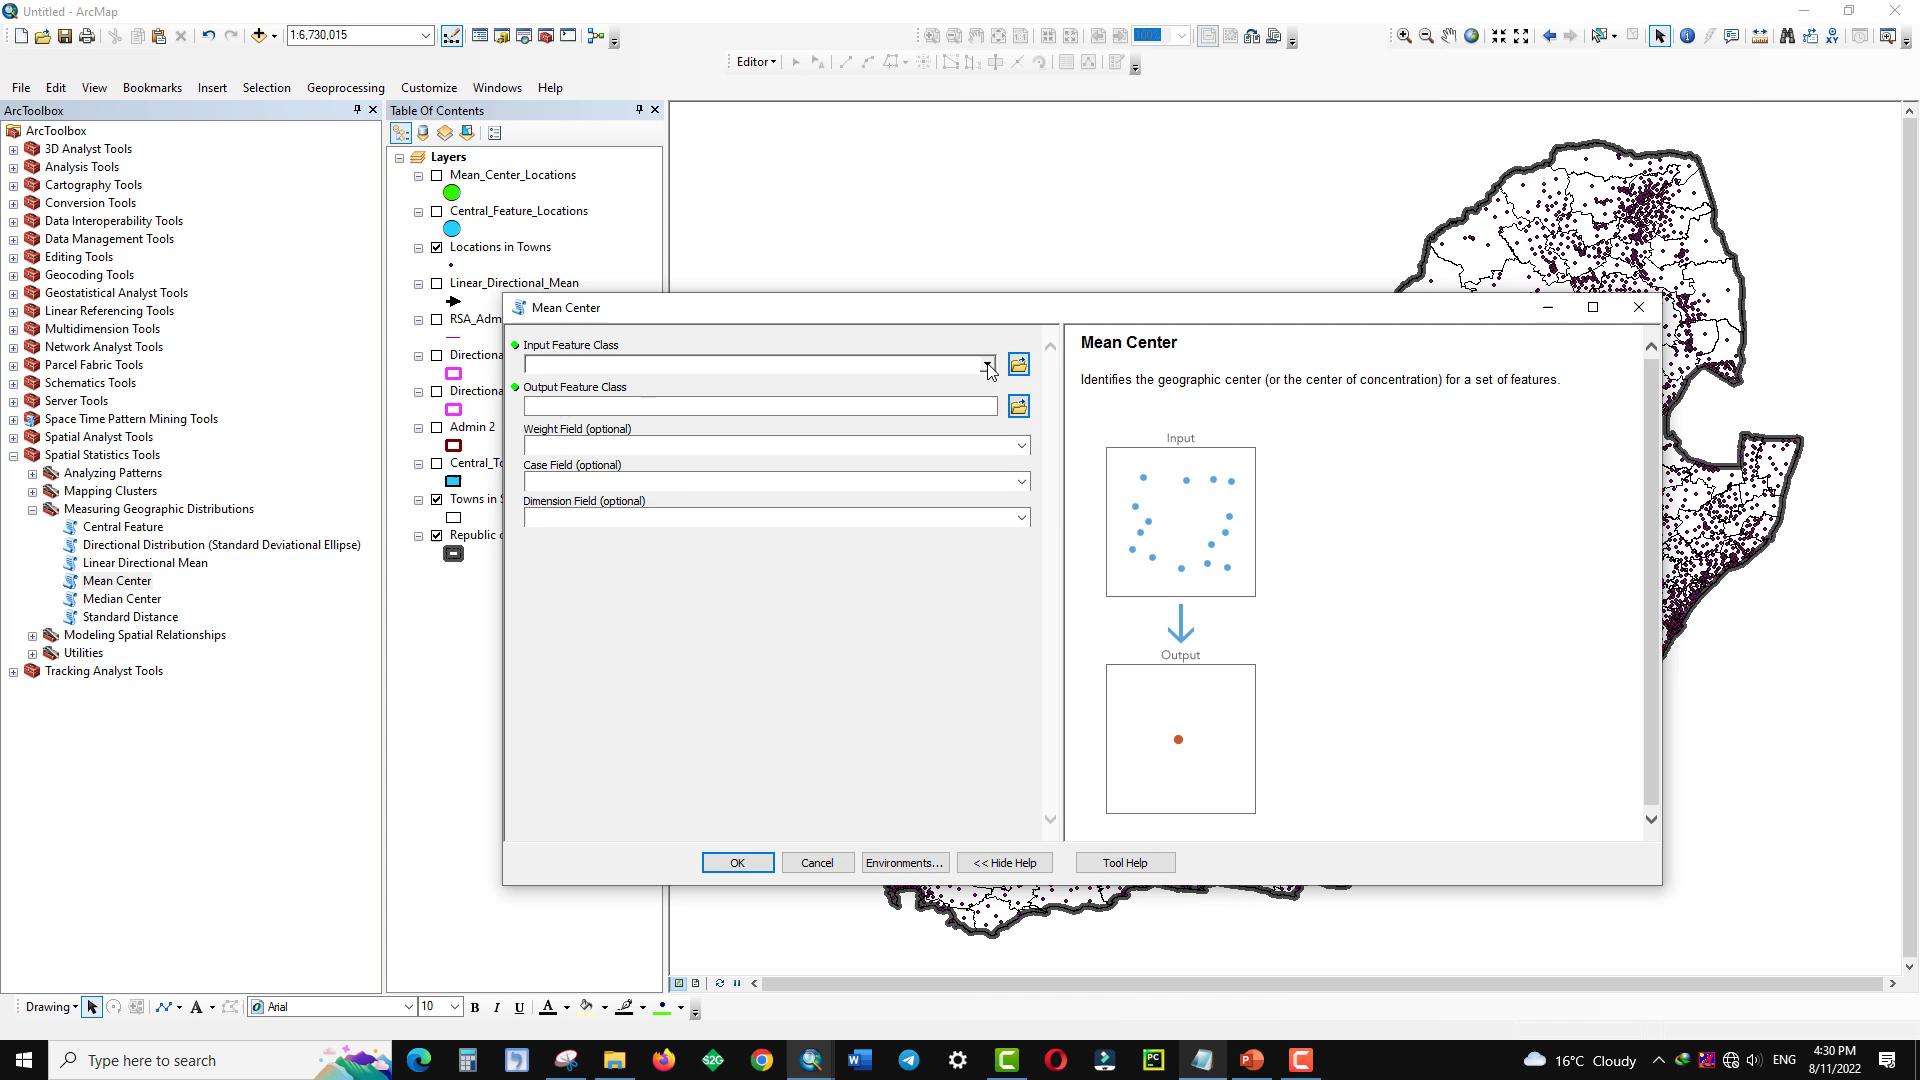 Untitled - ArcMap
1:6,730,015
100%
Editor
File Edit View Bookmarks Insert Selection Geoprocessing Customize Windows Help
ArcToolbox
ArcToolbox
3D Analyst Tools
Analysis Tools
Cartography Tools
Conversion Tools
Data Interoperability Tools
Data Management Tools
Editing Tools
Geocoding Tools
Geostatistical Analyst Tools
Linear Referencing Tools
Multidimension Tools
Network Analyst Tools
Parcel Fabric Tools
Schematics Tools
Server Tools
Space Time Pattern Mining Tools
Spatial Analyst Tools
Spatial Statistics Tools
Analyzing Patterns
Mapping Clusters
Measuring Geographic Distributions
Central Feature
Directional Distribution (Standard Deviational Ellipse)
Linear Directional Mean
Mean Center
Median Center
Standard Distance
Modeling Spatial Relationships
Utilities
Tracking Analyst Tools
Table Of Contents
Layers
Mean_Center_Locations
Central_Feature_Locations
Locations in Towns
Linear_Directional_Mean
RSA_Adm
Directiona
Directiona
Admin 2
Central_To
Towns in S
Republic o
Mean Center
Input Feature Class
Output Feature Class
Weight Field (optional)
Case Field (optional)
Dimension Field (optional)
OK Cancel Environments... << Hide Help Tool Help
Mean Center
Identifies the geographic center (or the center of concentration) for a set of features.
Input
Output
Drawing
Arial
10
B I U A
Type here to search
16°C Cloudy
ENG
4:30 PM
8/11/2022